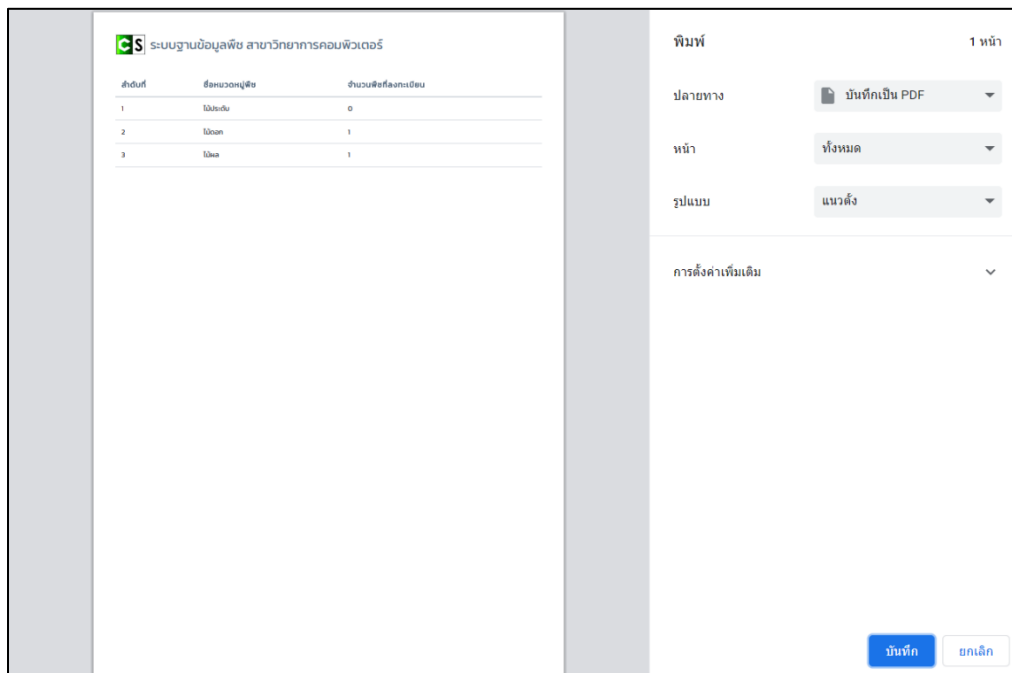 CS ระบบฐานข้อมูลพืช สาขาวิทยาการคอมพิวเตอร์
ลำดับที่ ชื่อหมวดหมู่พืช จำนวนพืชที่ลงทะเบียน
1 ไม้ประดับ 0
2 ไม้ดอก 1
3 ไม้ผล 1
พิมพ์ 1 หน้า
ปลายทาง บันทึกเป็น PDF
หน้า ทั้งหมด
รูปแบบ แนวตั้ง
การตั้งค่าเพิ่มเติม
บันทึก ยกเลิก